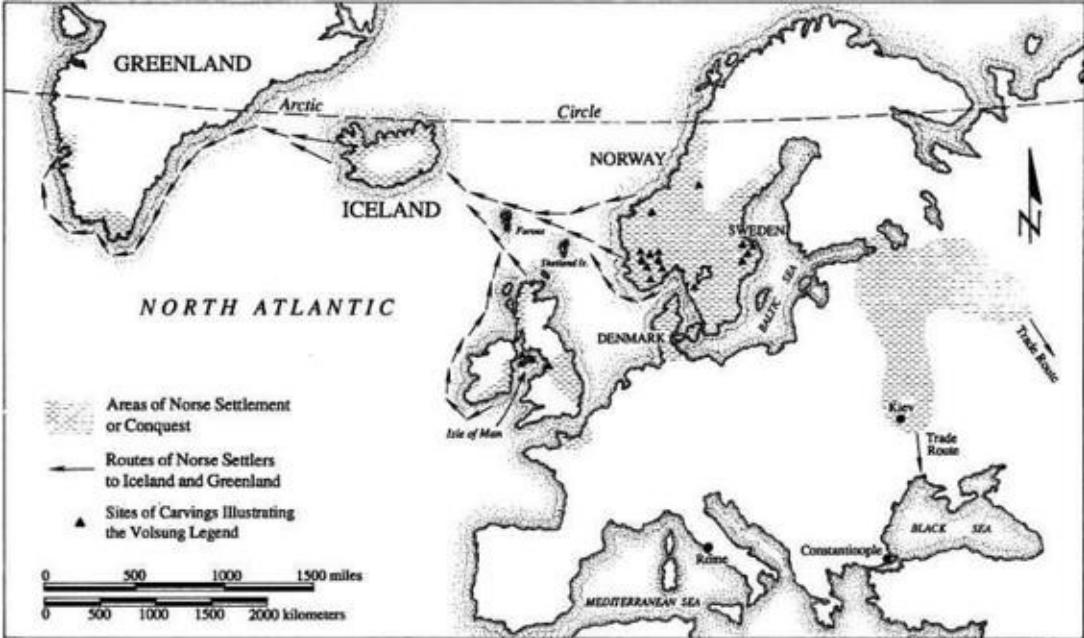 GREENLAND
Arctic
Circle
NORWAY
ICELAND
Faroes
Shetland Is.
SWEDEN
BALTIC SEA
N
NORTH ATLANTIC
DENMARK
Trade Route
Areas of Norse Settlement
or Conquest
Isle of Man
Kiev
Routes of Norse Settlers
to Iceland and Greenland
Trade
Route
Sites of Carvings Illustrating
the Volsung Legend
BLACK SEA
Constantinople
Rome
0 500 1000 1500 miles
0 500 1000 1500 2000 kilometers
MEDITERRANEAN SEA